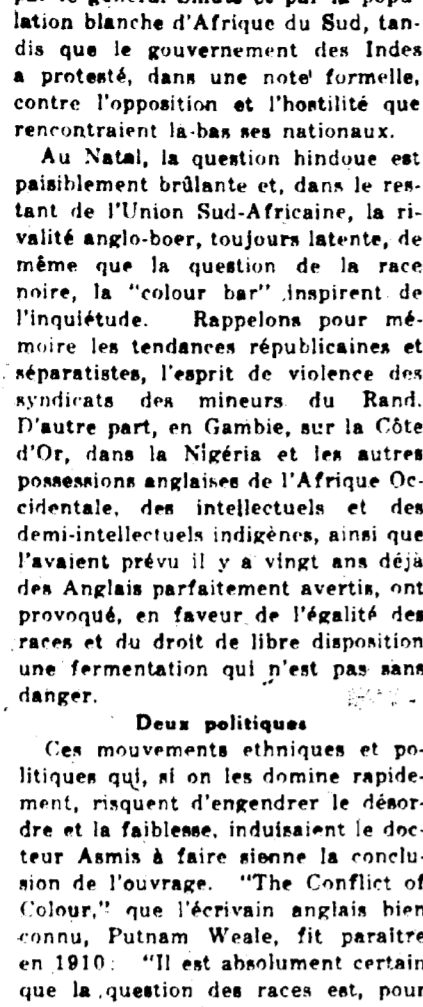 par le général Smuts et par la popu-
lation blanche d'Afrique du Sud, tan-
dis que le gouvernement des Indes
a protesté, dans une note formelle,
contre l'opposition et l'hostilité que
rencontraient là-bas ses nationaux.
Au Natal, la question hindoue est
paisiblement brûlante et, dans le res-
tant de l'Union Sud-Africaine, la ri-
valité anglo-boer, toujours latente, de
même que la question de la race
noire, la "colour bar" inspirent de
l'inquiétude. Rappelons pour mé-
moire les tendances républicaines et
séparatistes, l'esprit de violence des
syndicats des mineurs du Rand.
D'autre part, en Gambie, sur la Côte
d'Or, dans la Nigéria et les autres
possessions anglaises de l'Afrique Oc-
cidentale, des intellectuels et des
demi-intellectuels indigènes, ainsi que
l'avaient prévu il y a vingt ans déjà
des Anglais parfaitement avertis, ont
provoqué, en faveur de l'égalité des
races et du droit de libre disposition
une fermentation qui n'est pas sans
danger.
Deux politiques
Ces mouvements ethniques et po-
litiques qui, si on les domine rapide-
ment, risquent d'engendrer le désor-
dre et la faiblesse, induisaient le doc-
teur Asmis à faire sienne la conclu-
sion de l'ouvrage. "The Conflict of
Colour," que l'écrivain anglais bien
connu, Putnam Weale, fit paraître
en 1910: "Il est absolument certain
que la question des races est, pour